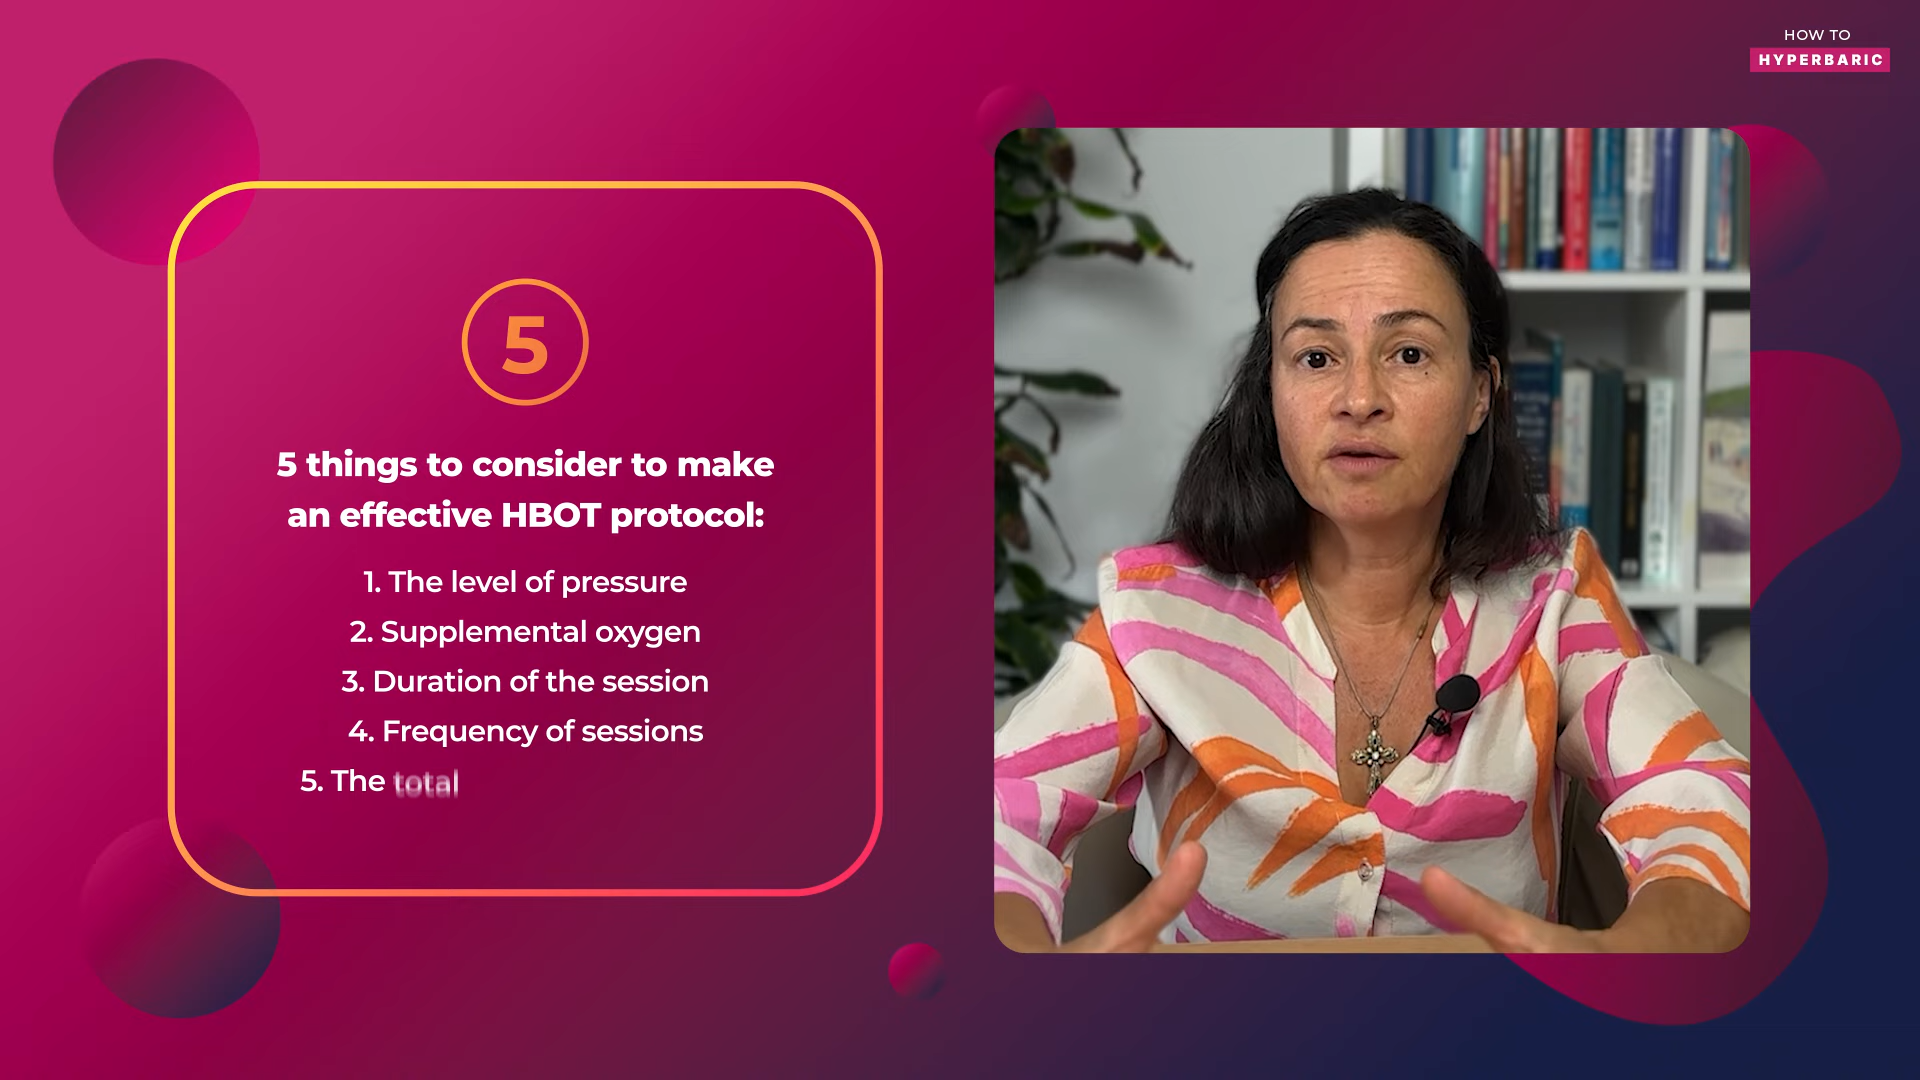 HOW TO
HYPERBARIC
5
5 things to consider to make
an effective HBOT protocol:
1. The level of pressure
2. Supplemental oxygen
3. Duration of the session
4. Frequency of sessions
5. The total